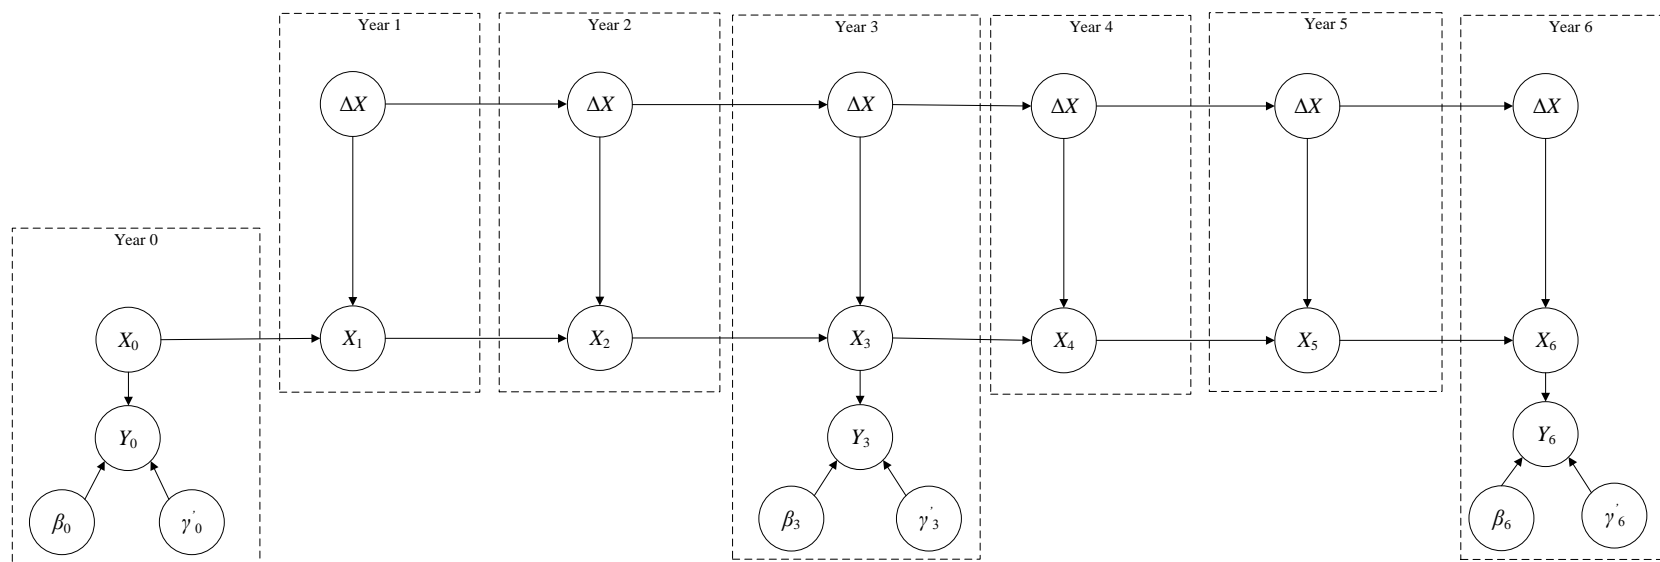 Year 1
Year 2
Year 3
Year 4
Year 5
Year 6
ΔX
ΔX
ΔX
ΔX
ΔX
ΔX
Year 0
X₀
X₁
X₂
X₃
X₄
X₅
X₆
Y₀
Y₃
Y₆
β₀
γ'₀
β₃
γ'₃
β₆
γ'₆